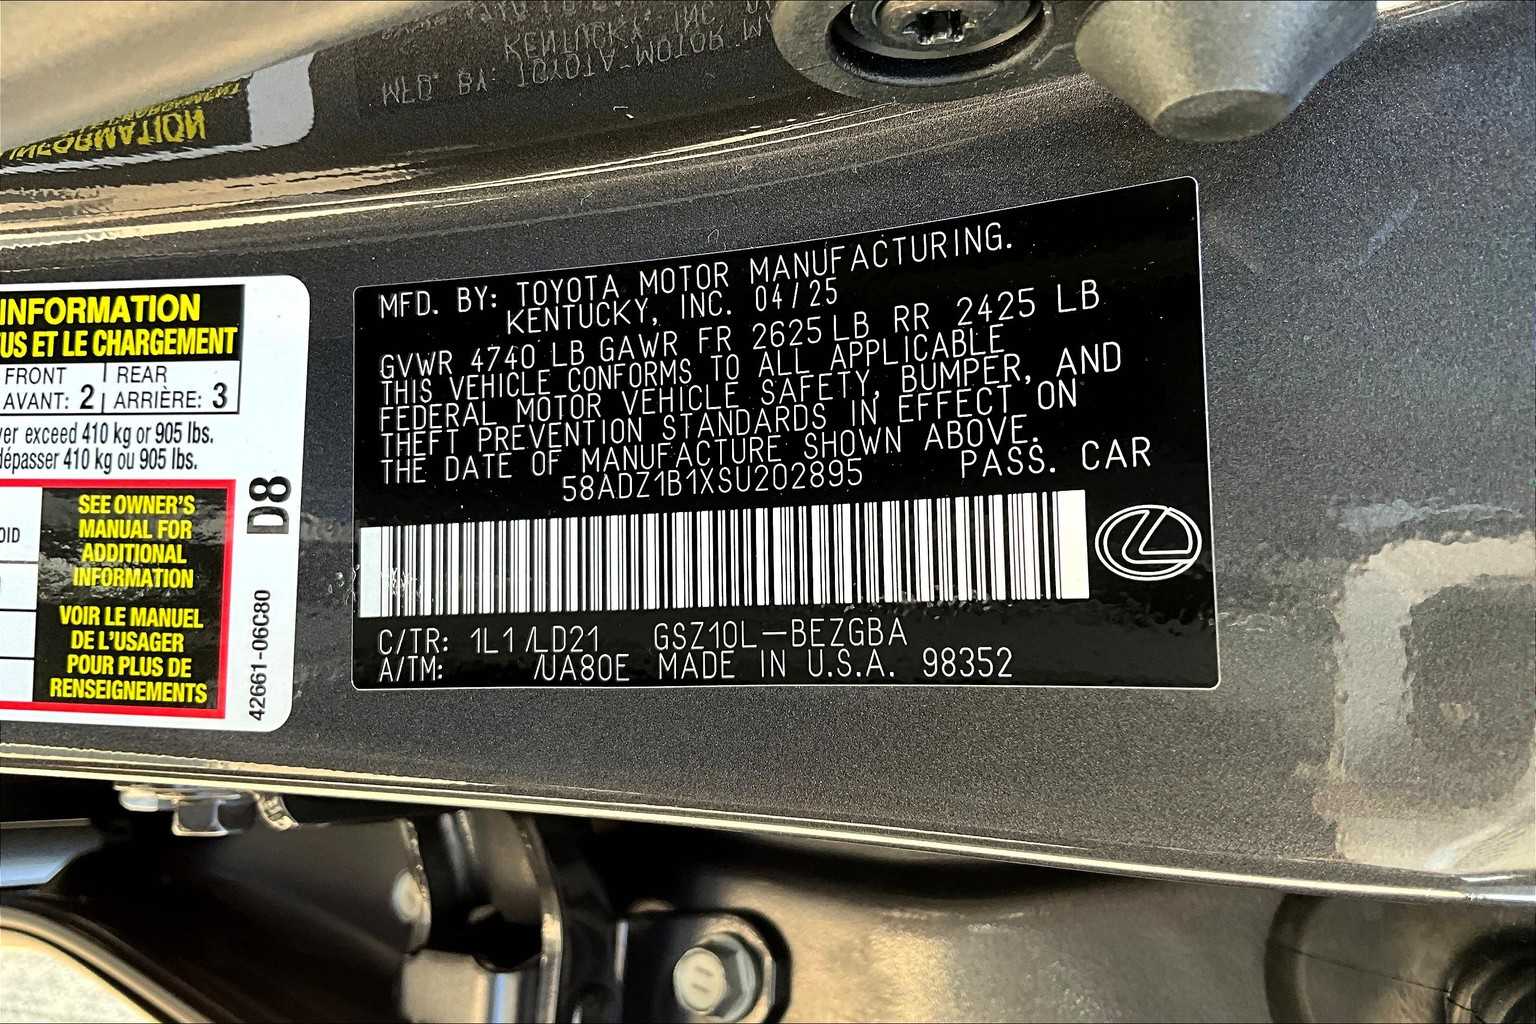 INFORMATION
US ET LE CHARGEMENT
FRONT REAR
AVANT: 2 ARRIÈRE: 3
ver exceed 410 kg or 905 lbs.
dépasser 410 kg ou 905 lbs.
OID
SEE OWNER'S
MANUAL FOR
ADDITIONAL
INFORMATION
VOIR LE MANUEL
DE L'USAGER
POUR PLUS DE
RENSEIGNEMENTS
D8
42661-06C80
MFD. BY: TOYOTA MOTOR MANUFACTURING.
KENTUCKY, INC. 04/25
GVWR 4740 LB GAWR FR 2625 LB RR 2425 LB
THIS VEHICLE CONFORMS TO ALL APPLICABLE
FEDERAL MOTOR VEHICLE SAFETY, BUMPER, AND
THEFT PREVENTION STANDARDS IN EFFECT ON
THE DATE OF MANUFACTURE SHOWN ABOVE.
58ADZ1B1XSU202895 PASS. CAR
C/TR: 1L1/LD21 GSZ10L-BEZGBA
A/TM: /UA80E MADE IN U.S.A. 98352